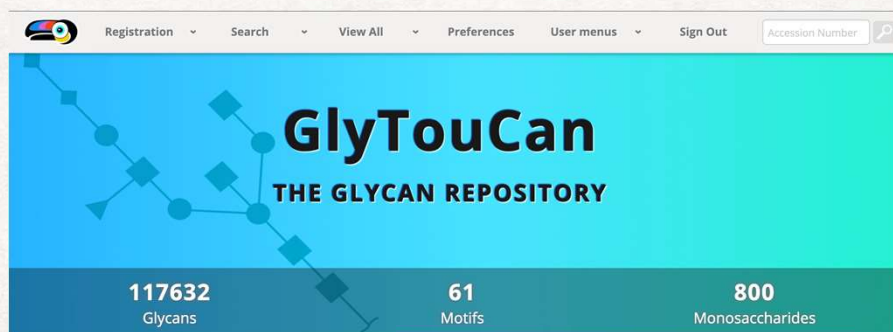 Registration Search View All Preferences User menus Sign Out Accession Number
GlyTouCan
THE GLYCAN REPOSITORY
117632 61 800
Glycans Motifs Monosaccharides